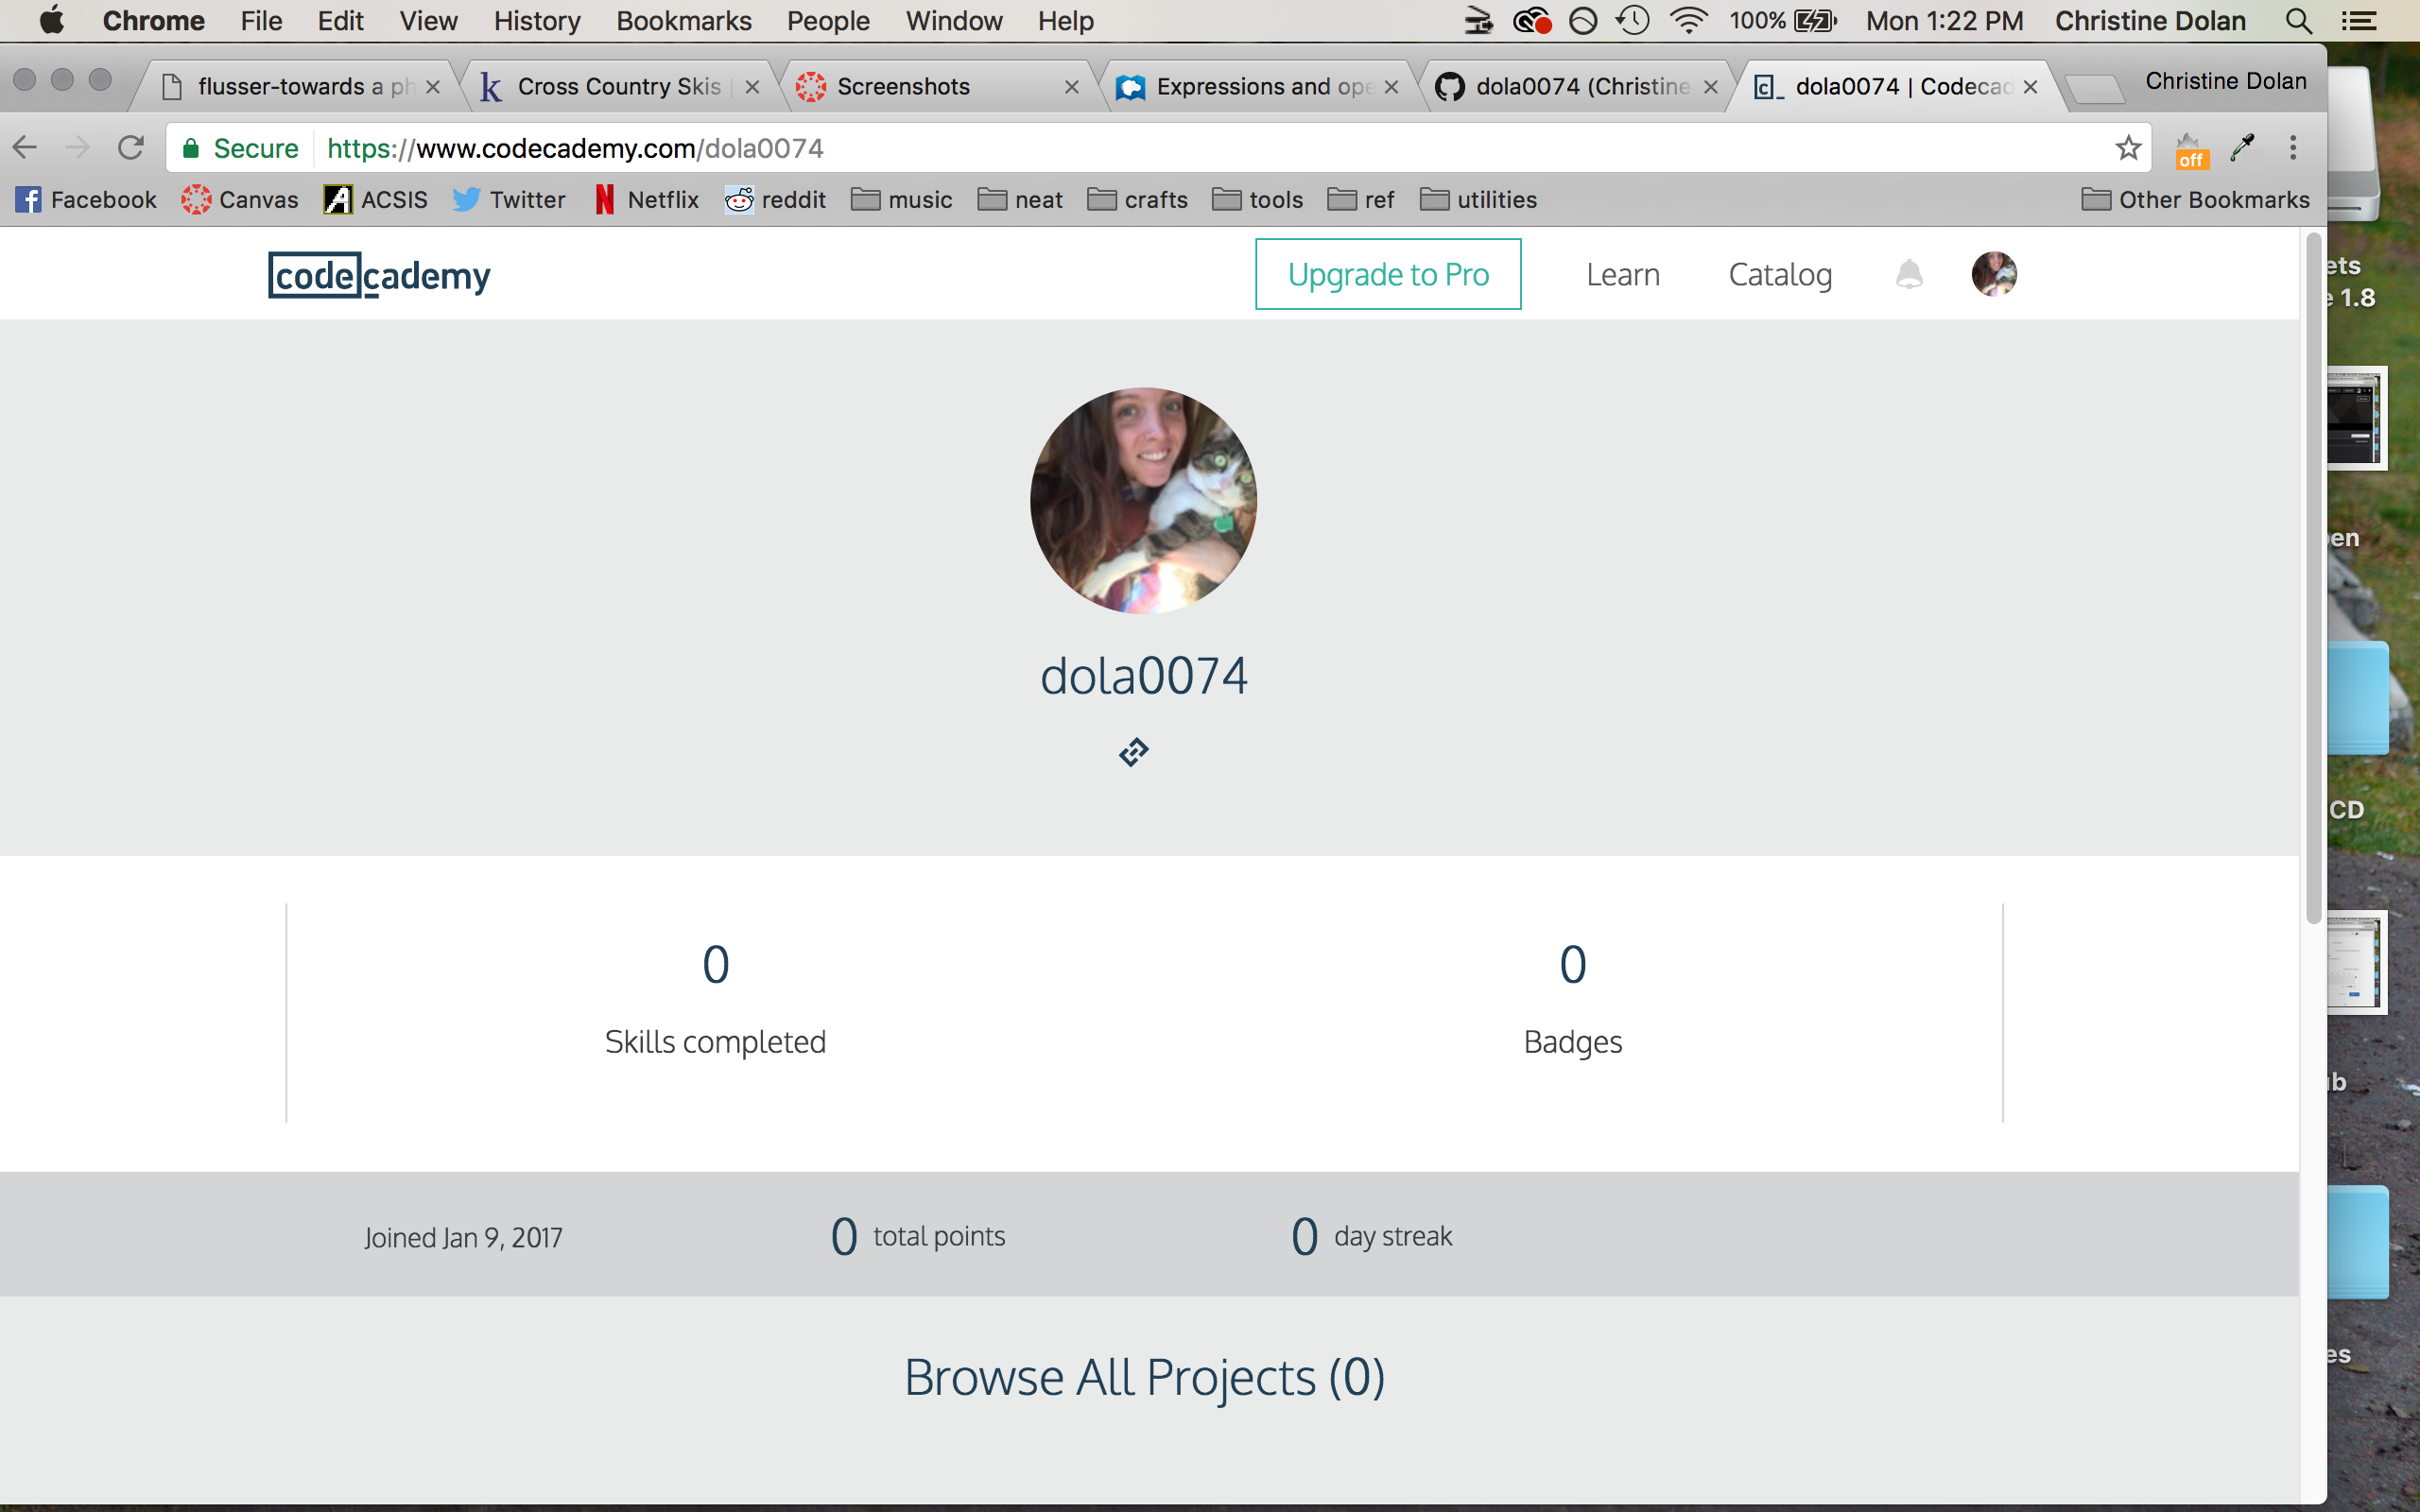 Chrome File Edit View History Bookmarks People Window Help 100% Mon 1:22 PM Christine Dolan
flusser-towards a ph Cross Country Skis | Screenshots Expressions and ope dola0074 (Christine dola0074 | Codecad Christine Dolan
Secure https://www.codecademy.com/dola0074 off
Facebook Canvas ACSIS Twitter Netflix reddit music neat crafts tools ref utilities Other Bookmarks
codecademy Upgrade to Pro Learn Catalog
ets
1.8
en
dola0074
CD
0 0
Skills completed Badges
Joined Jan 9, 2017 0 total points 0 day streak
es
Browse All Projects (0)